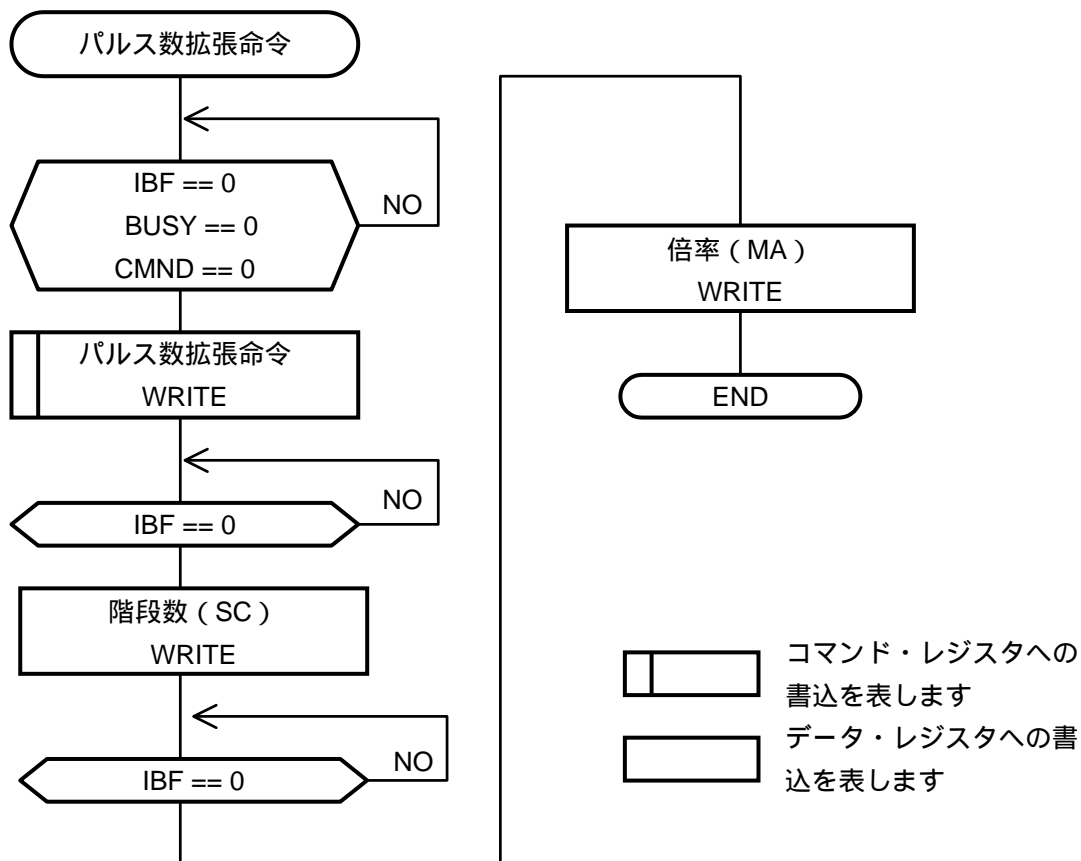 パルス数拡張命令
IBF == 0
BUSY == 0
CMND == 0
NO
パルス数拡張命令
WRITE
IBF == 0
NO
階段数（SC）
WRITE
IBF == 0
NO
倍率（MA）
WRITE
END
コマンド・レジスタへの
書込を表します
データ・レジスタへの書
込を表します